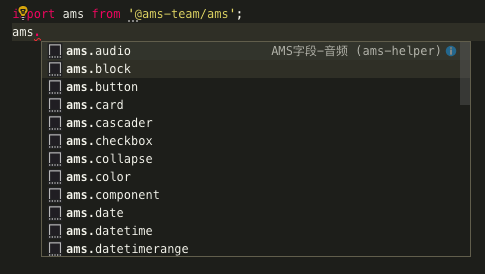 import ams from '@ams-team/ams';
ams.
ams.audio AMS字段-音频 (ams-helper)
ams.block
ams.button
ams.card
ams.cascader
ams.checkbox
ams.collapse
ams.color
ams.component
ams.date
ams.datetime
ams.datetimerange